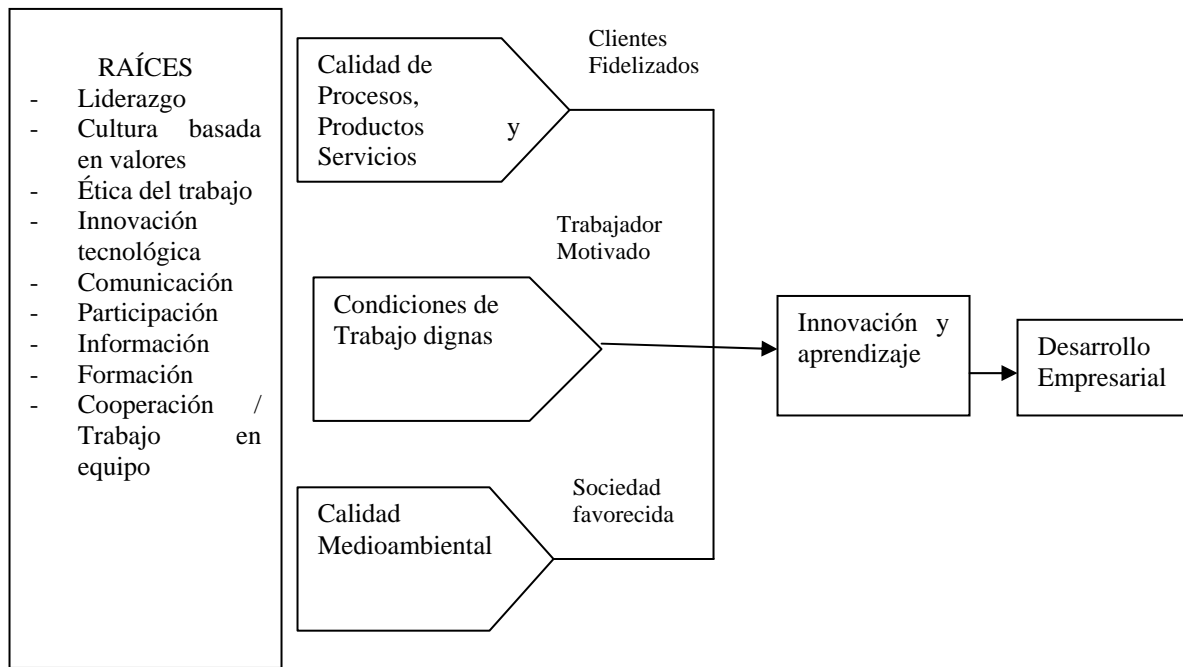 RAÍCES
- Liderazgo
- Cultura basada
en valores
- Ética del trabajo
- Innovación
tecnológica
- Comunicación
- Participación
- Información
- Formación
- Cooperación /
Trabajo en
equipo
Calidad de
Procesos,
Productos y
Servicios
Clientes
Fidelizados
Condiciones de
Trabajo dignas
Trabajador
Motivado
Calidad
Medioambiental
Sociedad
favorecida
Innovación y
aprendizaje
Desarrollo
Empresarial